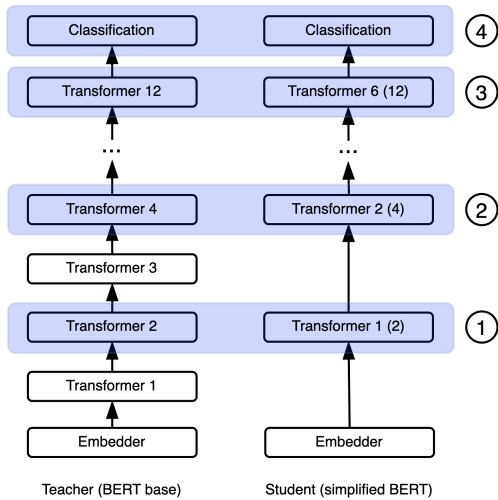 Classification Classification 4
Transformer 12 Transformer 6 (12) 3
... ...
Transformer 4 Transformer 2 (4) 2
Transformer 3
Transformer 2 Transformer 1 (2) 1
Transformer 1
Embedder Embedder
Teacher (BERT base) Student (simplified BERT)